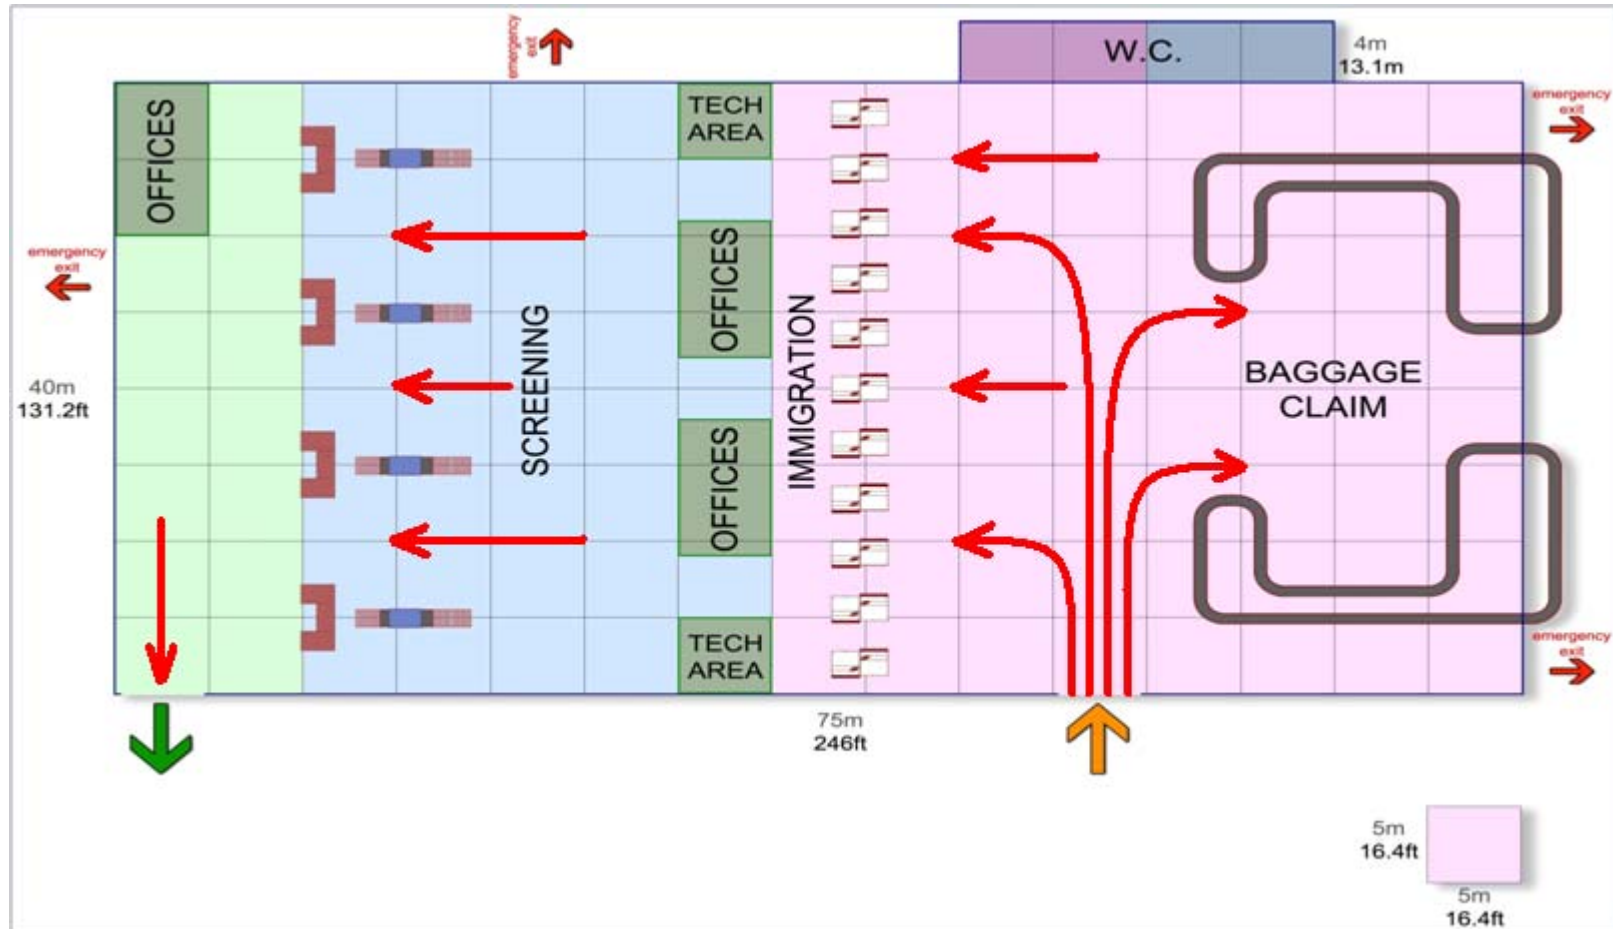 emergency
exit
W.C.
4m
13.1m
OFFICES
TECH
AREA
emergency
exit
emergency
exit
OFFICES
SCREENING
IMMIGRATION
BAGGAGE
CLAIM
40m
131.2ft
OFFICES
TECH
AREA
emergency
exit
75m
246ft
5m
16.4ft
5m
16.4ft